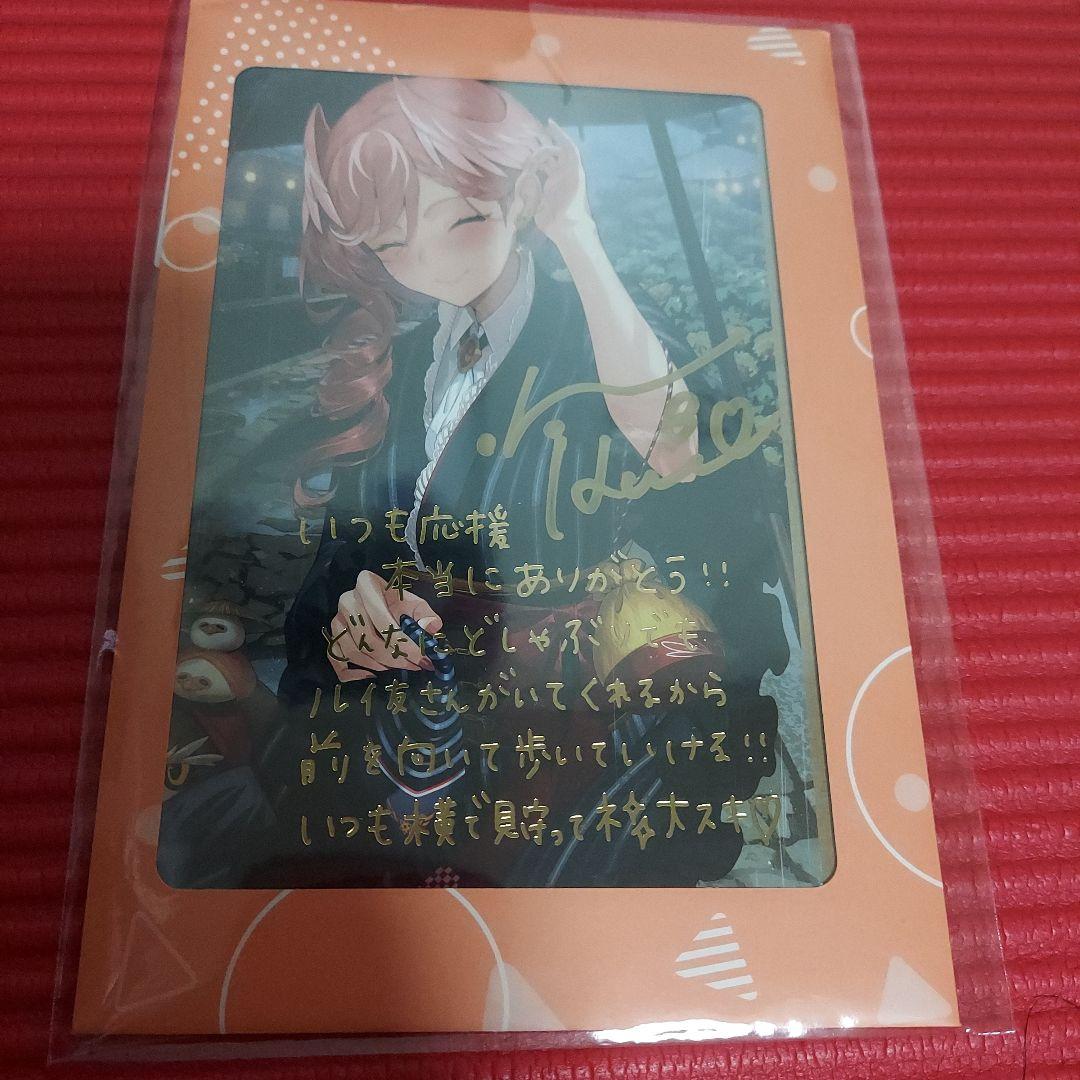 いつも応援
本当にありがとう!!
どんなにどしゃぶりでも
ルイ友さんがいてくれるから
前を向いて歩いていける!!
いつも横で見守って 大スキ♡